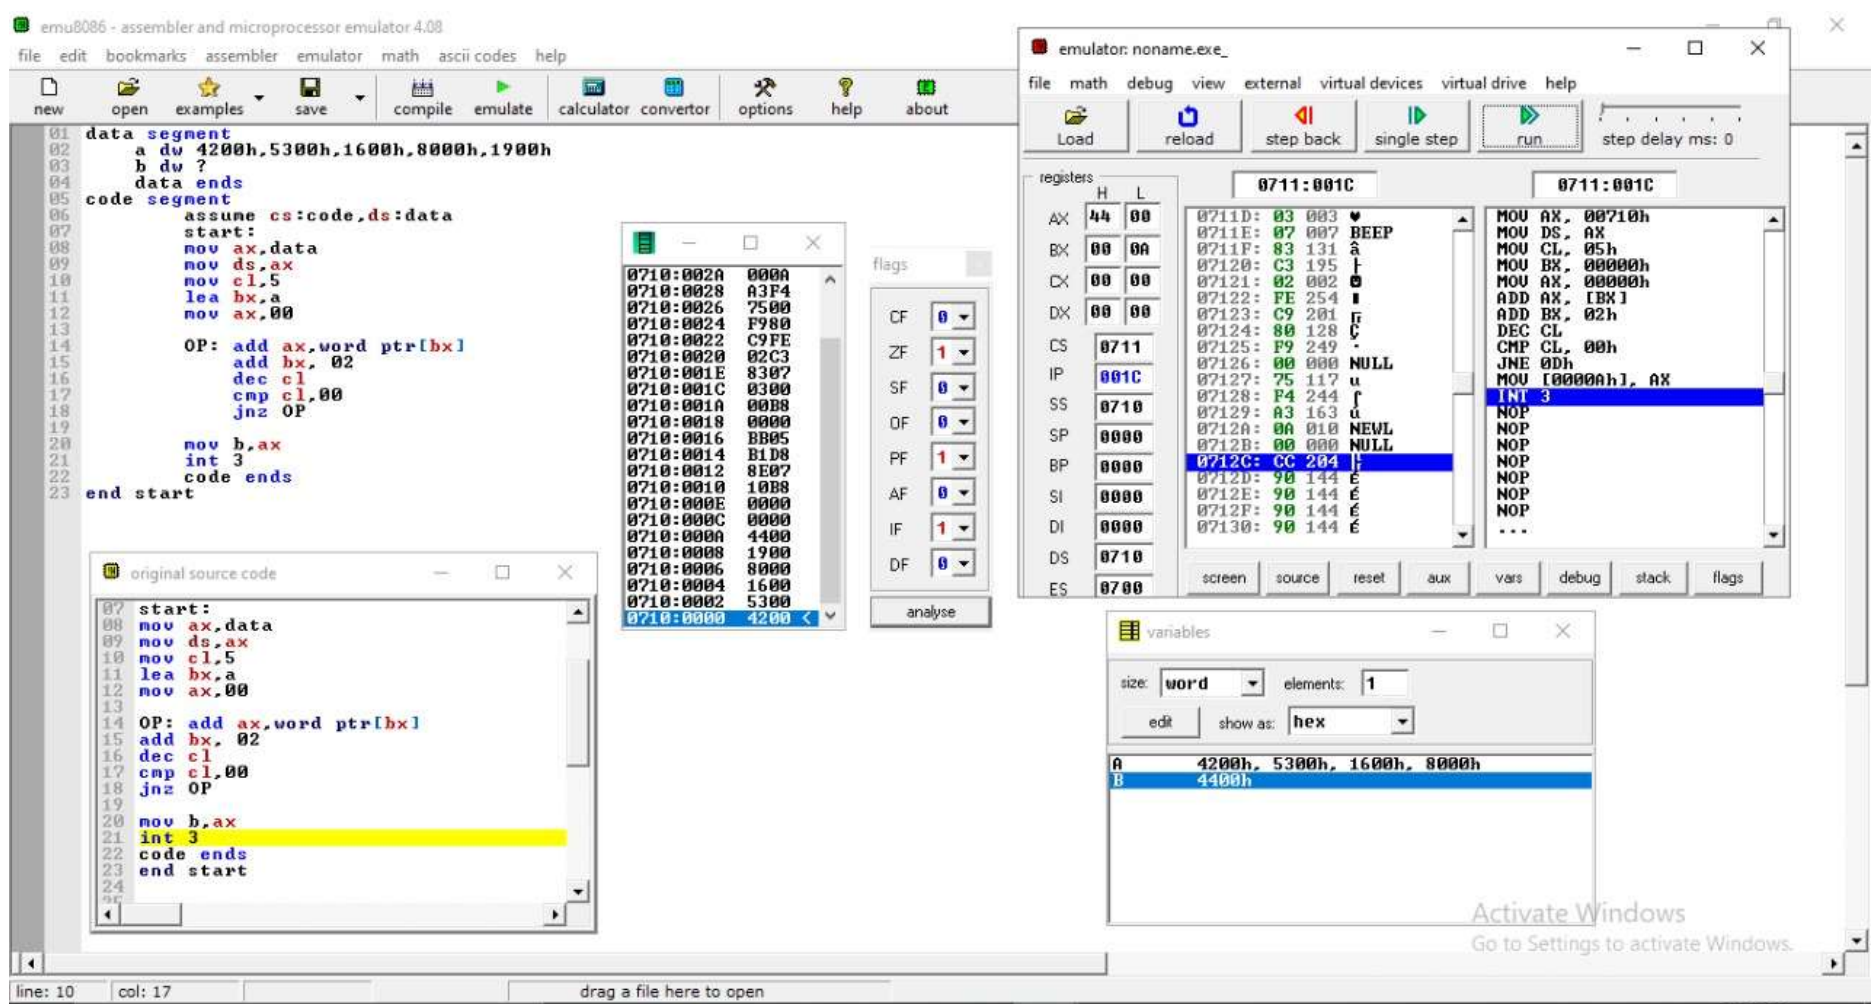 emu8086 - assembler and microprocessor emulator 4.08
file edit bookmarks assembler emulator math ascii codes help
new open examples save compile emulate calculator convertor options help about
01 data segment
02 a dw 4200h,5300h,1600h,8000h,1900h
03 b dw ?
04 data ends
05 code segment
06 assume cs:code,ds:data
07 start:
08 mov ax,data
09 mov ds,ax
10 mov cl,5
11 lea bx,a
12 mov ax,00
13
14 OP: add ax,word ptr[bx]
15 add bx, 02
16 dec cl
17 cmp cl,00
18 jnz OP
19
20 mov b,ax
21 int 3
22 code ends
23 end start
original source code
07 start:
08 mov ax,data
09 mov ds,ax
10 mov cl,5
11 lea bx,a
12 mov ax,00
13
14 OP: add ax,word ptr[bx]
15 add bx, 02
16 dec cl
17 cmp cl,00
18 jnz OP
19
20 mov b,ax
21 int 3
22 code ends
23 end start
24
0710:002A 000A
0710:0028 A3F4
0710:0026 7500
0710:0024 F980
0710:0022 C9FE
0710:0020 02C3
0710:001E 8307
0710:001C 0300
0710:001A 00B8
0710:0018 0000
0710:0016 BB05
0710:0014 B1D8
0710:0012 8E07
0710:0010 10B8
0710:000E 0000
0710:000C 0000
0710:000A 4400
0710:0008 1900
0710:0006 8000
0710:0004 1600
0710:0002 5300
0710:0000 4200 <
flags
CF 0
ZF 1
SF 0
OF 0
PF 1
AF 0
IF 1
DF 0
analyse
emulator: noname.exe_
file math debug view external virtual devices virtual drive help
Load reload step back single step run step delay ms: 0
registers
H L
AX 44 00
BX 00 0A
CX 00 00
DX 00 00
CS 0711
IP 001C
SS 0710
SP 0000
BP 0000
SI 0000
DI 0000
DS 0710
ES 0700
0711:001C
0711D: 03 003 ♥
0711E: 07 007 BEEP
0711F: 83 131 â
07120: C3 195 ├
07121: 02 002 ☻
07122: FE 254 ■
07123: C9 201 ╔
07124: 80 128 Ç
07125: F9 249 ·
07126: 00 000 NULL
07127: 75 117 u
07128: F4 244 ⌠
07129: A3 163 ú
0712A: 0A 010 NEWL
0712B: 00 000 NULL
0712C: CC 204 ╠
0712D: 90 144 É
0712E: 90 144 É
0712F: 90 144 É
07130: 90 144 É
0711:001C
MOV AX, 00710h
MOV DS, AX
MOV CL, 05h
MOV BX, 00000h
MOV AX, 00000h
ADD AX, [BX]
ADD BX, 02h
DEC CL
CMP CL, 00h
JNE 0Dh
MOV [0000Ah], AX
INT 3
NOP
NOP
NOP
NOP
NOP
NOP
NOP
...
screen source reset aux vars debug stack flags
variables
size: word elements: 1
edit show as: hex
A 4200h, 5300h, 1600h, 8000h
B 4400h
Activate Windows
Go to Settings to activate Windows.
line: 10 col: 17 drag a file here to open